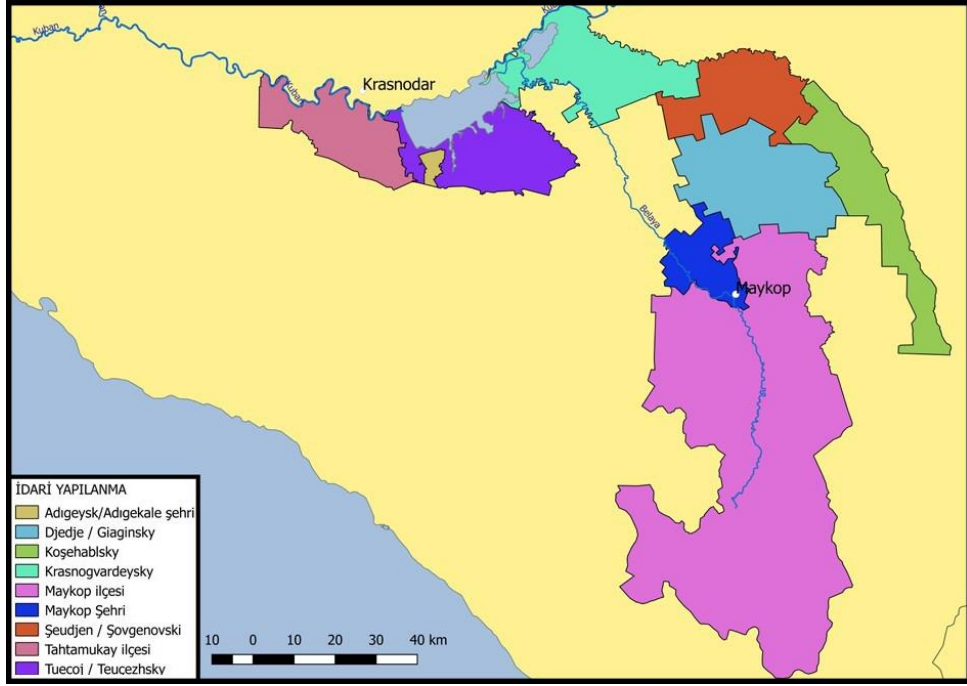 Kuban
Kuban
Krasnodar
Belaya
Maykop
İDARİ YAPILANMA
Adıgeysk/Adıgekale şehri
Djedje / Giaginsky
Koşehablsky
Krasnogvardeysky
Maykop ilçesi
Maykop Şehri
Şeudjen / Şovgenovski
Tahtamukay ilçesi
Tuecoj / Teucezhsky
10 0 10 20 30 40 km